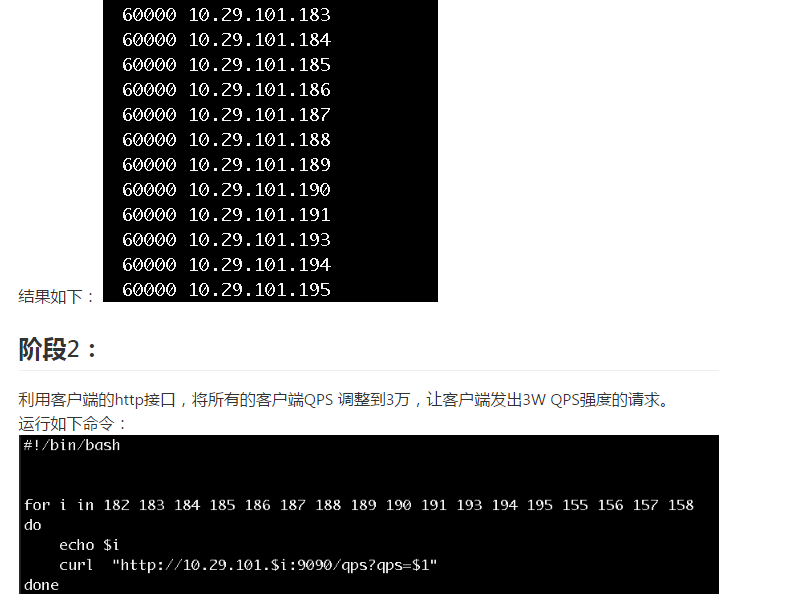 60000 10.29.101.183
60000 10.29.101.184
60000 10.29.101.185
60000 10.29.101.186
60000 10.29.101.187
60000 10.29.101.188
60000 10.29.101.189
60000 10.29.101.190
60000 10.29.101.191
60000 10.29.101.193
60000 10.29.101.194
60000 10.29.101.195
结果如下：
阶段2：
利用客户端的http接口，将所有的客户端QPS 调整到3万，让客户端发出3W QPS强度的请求。
运行如下命令：
#!/bin/bash
for i in 182 183 184 185 186 187 188 189 190 191 193 194 195 155 156 157 158
do
    echo $i
    curl  "http://10.29.101.$i:9090/qps?qps=$1"
done